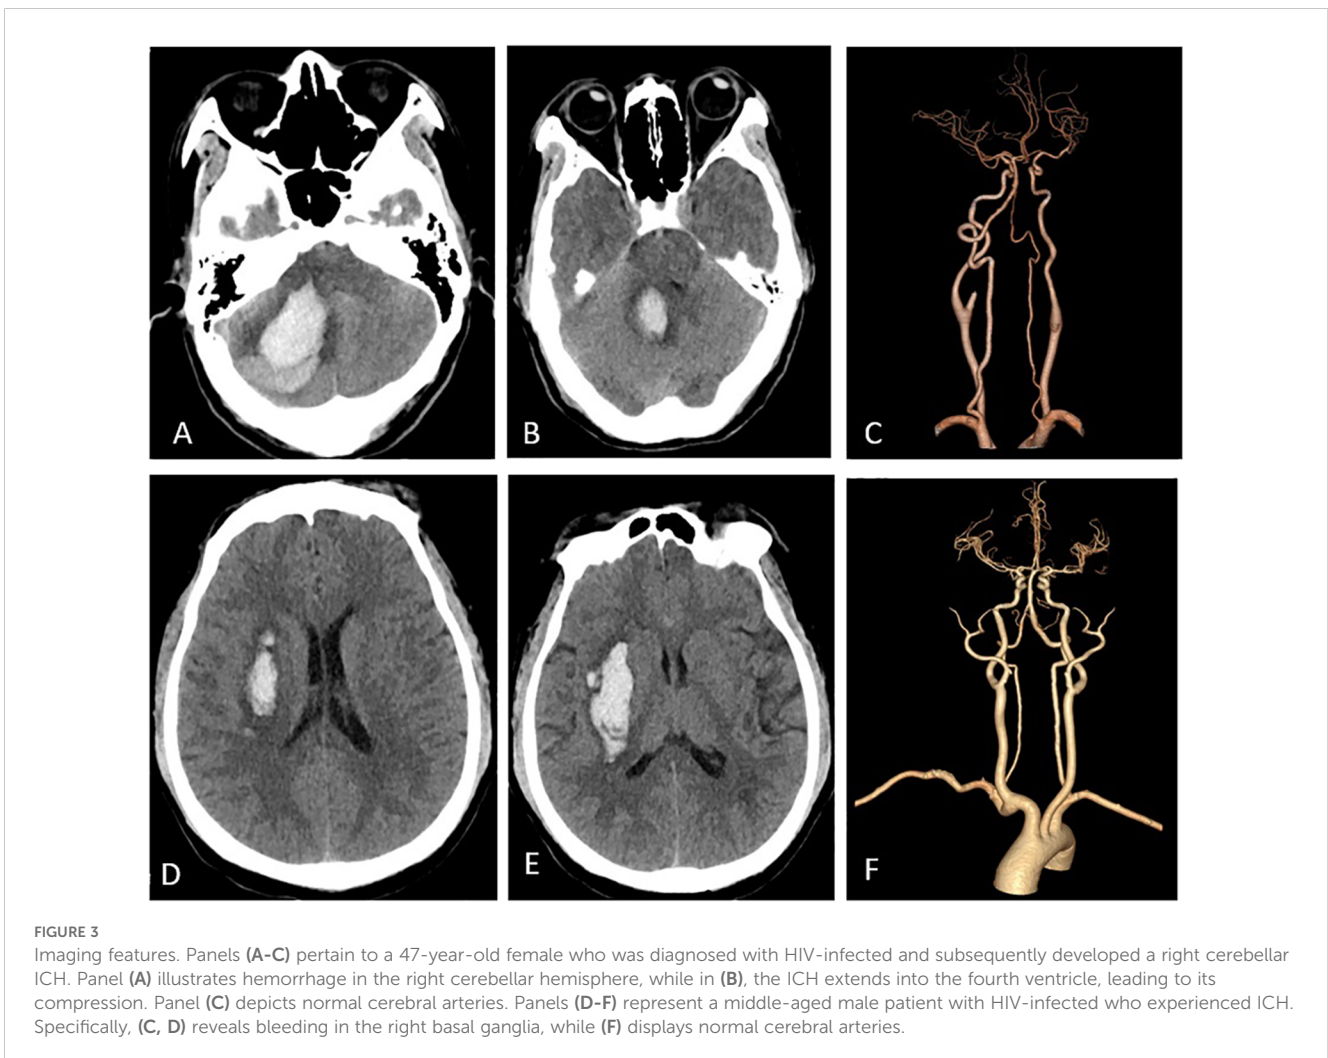 A
B
C
D
E
F
FIGURE 3
Imaging features. Panels (A-C) pertain to a 47-year-old female who was diagnosed with HIV-infected and subsequently developed a right cerebellar
ICH. Panel (A) illustrates hemorrhage in the right cerebellar hemisphere, while in (B), the ICH extends into the fourth ventricle, leading to its
compression. Panel (C) depicts normal cerebral arteries. Panels (D-F) represent a middle-aged male patient with HIV-infected who experienced ICH.
Specifically, (C, D) reveals bleeding in the right basal ganglia, while (F) displays normal cerebral arteries.